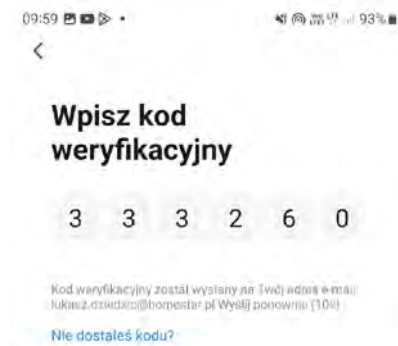 09:59
93%
Wpisz kod
weryfikacyjny
3 3 3 2 6 0
Kod weryfikacyjny został wysłany na Twój adres e-mail
Wyślij ponownie
Nie dostałeś kodu?